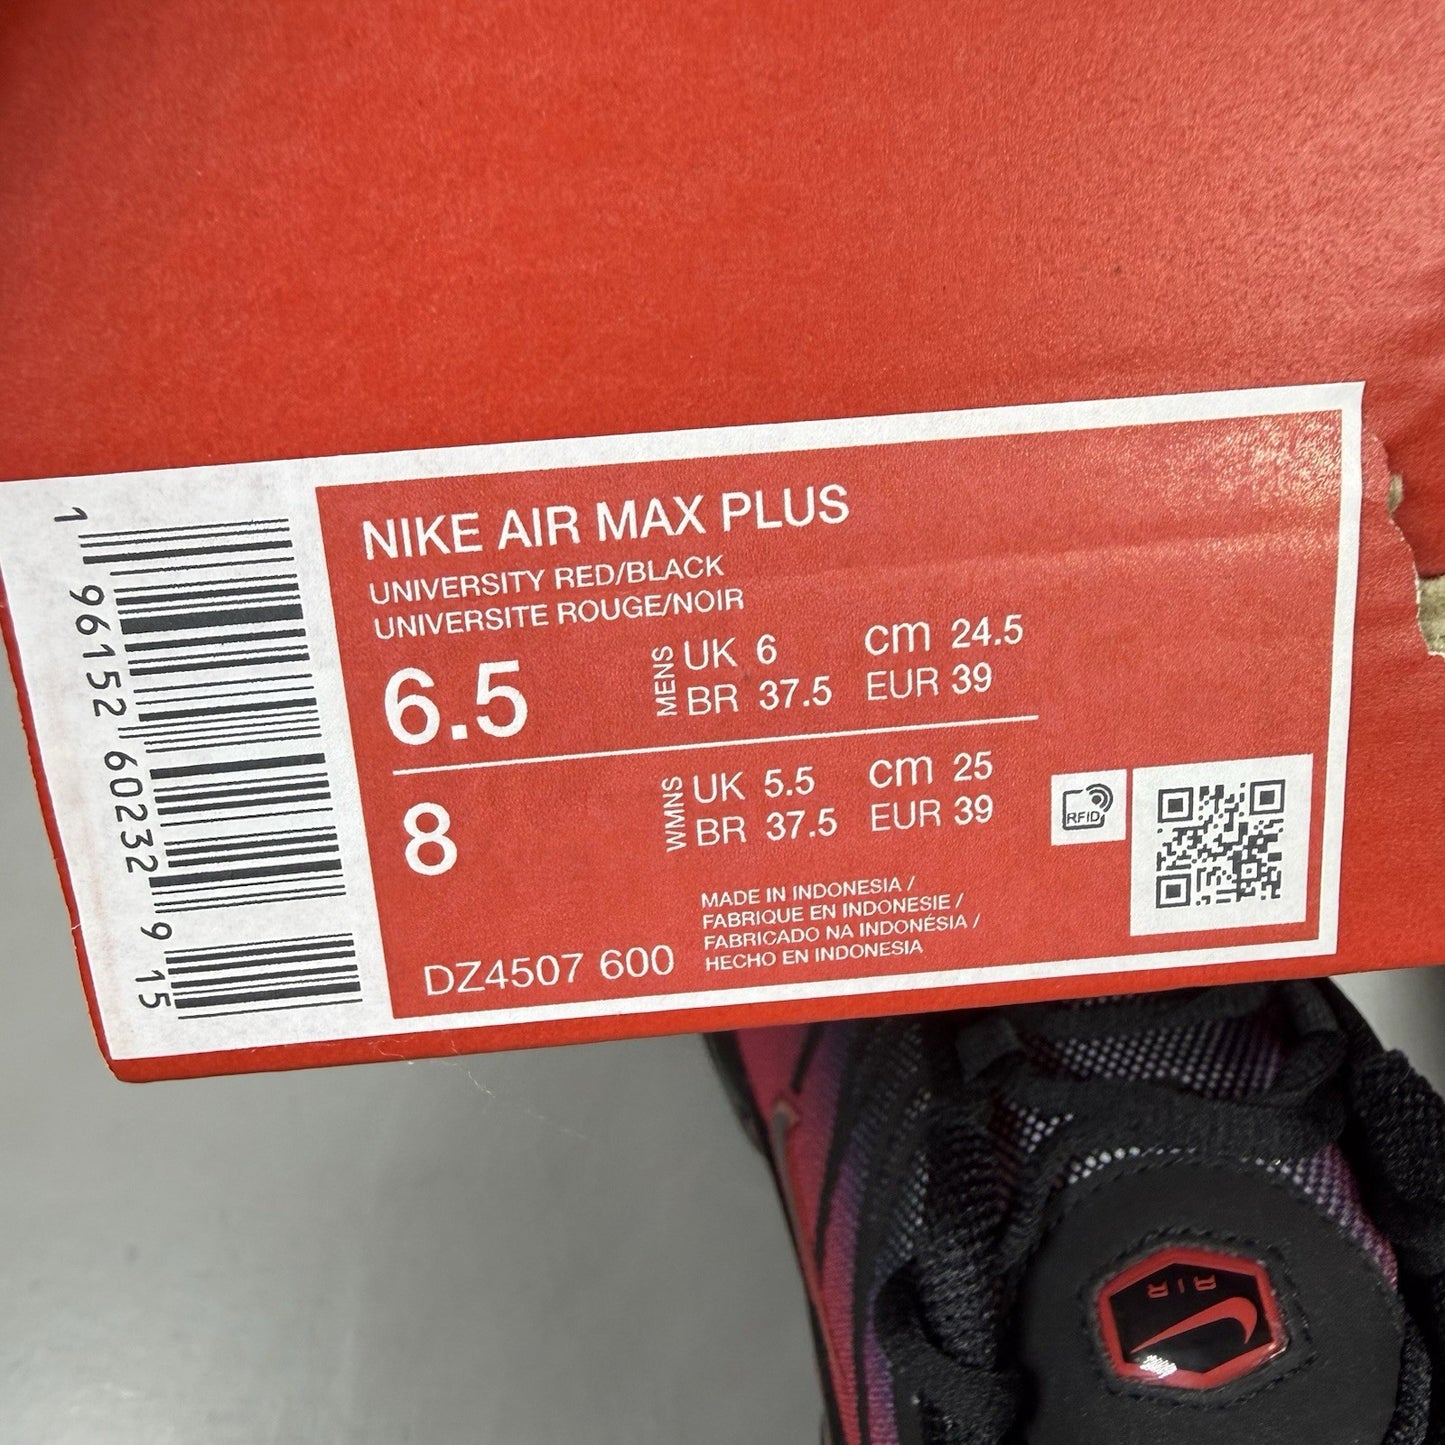 NIKE AIR MAX PLUS
UNIVERSITY RED/BLACK
UNIVERSITE ROUGE/NOIR
6.5
MENS
UK 6 cm 24.5
BR 37.5 EUR 39
8
WMNS
UK 5.5 cm 25
BR 37.5 EUR 39
RFID
MADE IN INDONESIA /
FABRIQUE EN INDONESIE /
FABRICADO NA INDONÉSIA /
HECHO EN INDONESIA
DZ4507 600
1 96152 60232 9 15
AIR